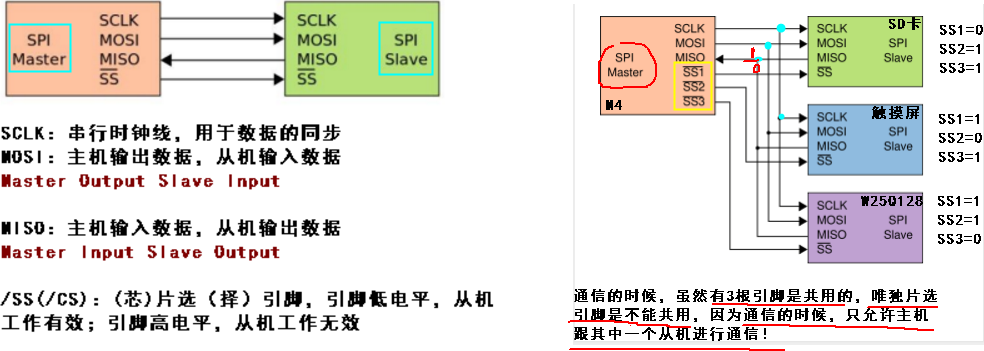 SCLK
MOSI
MISO
SS
SPI
Master
SCLK
MOSI
MISO
SS
SPI
Slave
SCLK：串行时钟线，用于数据的同步
MOSI：主机输出数据，从机输入数据
Master Output Slave Input
MISO：主机输入数据，从机输出数据
Master Input Slave Output
/SS(/CS)：(芯)片选（择）引脚，引脚低电平，从机
工作有效；引脚高电平，从机工作无效
SCLK
MOSI
MISO
SS1
SS2
SS3
SPI
Master
M4
1
0
SD卡
SCLK
MOSI
MISO
SS
SPI
Slave
SS1=0
SS2=1
SS3=1
触摸屏
SCLK
MOSI
MISO
SS
SPI
Slave
SS1=1
SS2=0
SS3=1
W25Q128
SCLK
MOSI
MISO
SS
SPI
Slave
SS1=1
SS2=1
SS3=0
通信的时候，虽然有3根引脚是共用的，唯独片选
引脚是不能共用，因为通信的时候，只允许主机
跟其中一个从机进行通信！